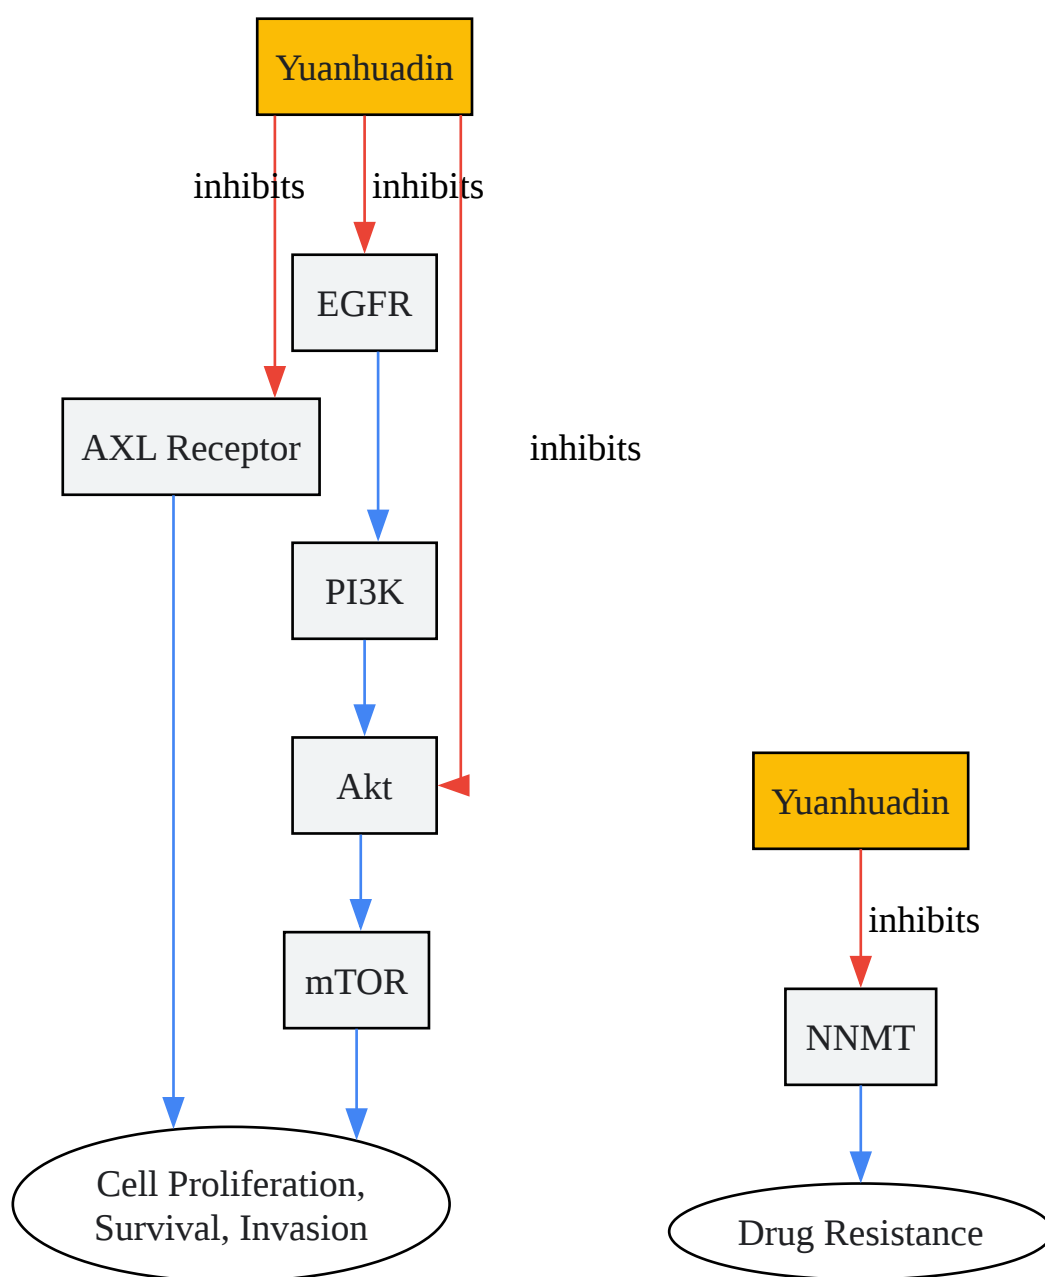 Yuanhuadin
inhibits
inhibits
EGFR
AXL Receptor
inhibits
PI3K
Akt
mTOR
Cell Proliferation,
Survival, Invasion
Yuanhuadin
inhibits
NNMT
Drug Resistance